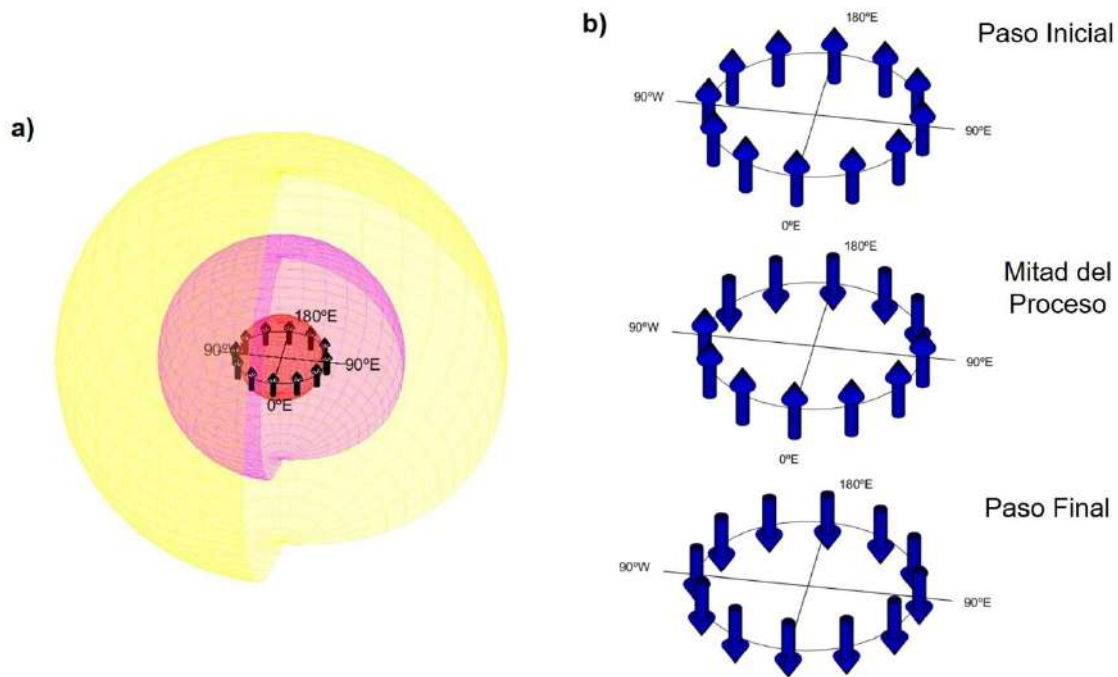 a)
180ºE
90ºW
90ºE
0ºE
b)
180ºE
Paso Inicial
90ºW
90ºE
0ºE
180ºE
Mitad del
Proceso
90ºW
90ºE
0ºE
180ºE
Paso Final
90ºW
90ºE